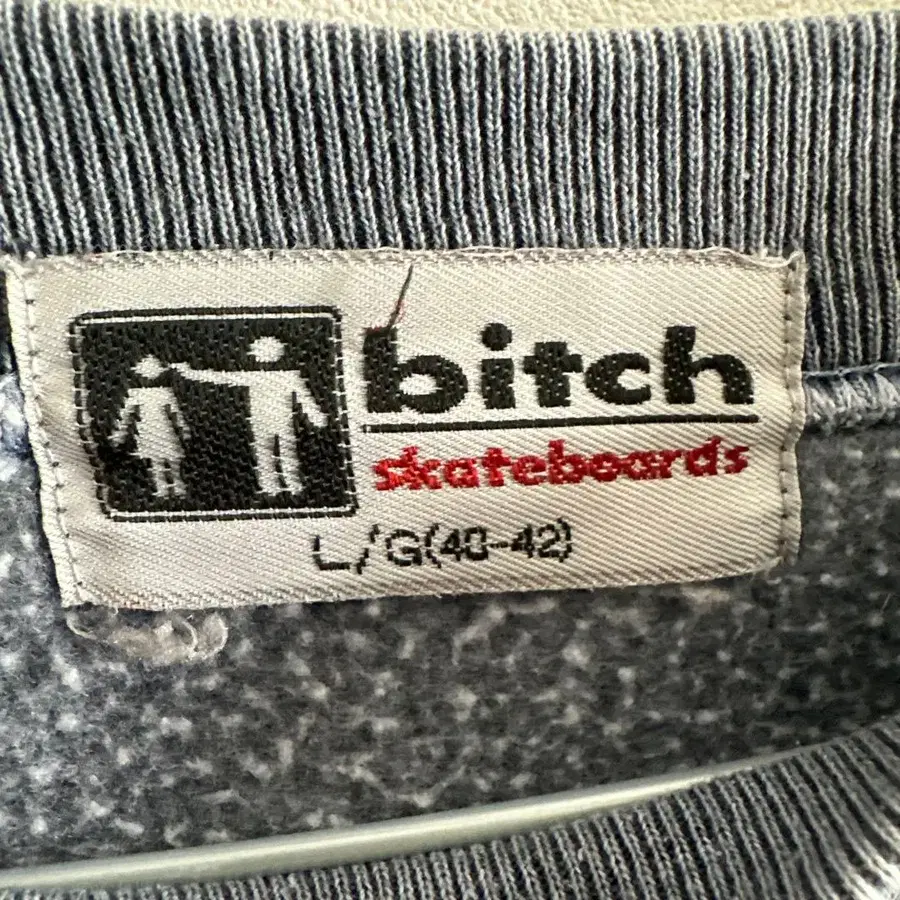 bitch
skateboards
L/G(40-42)